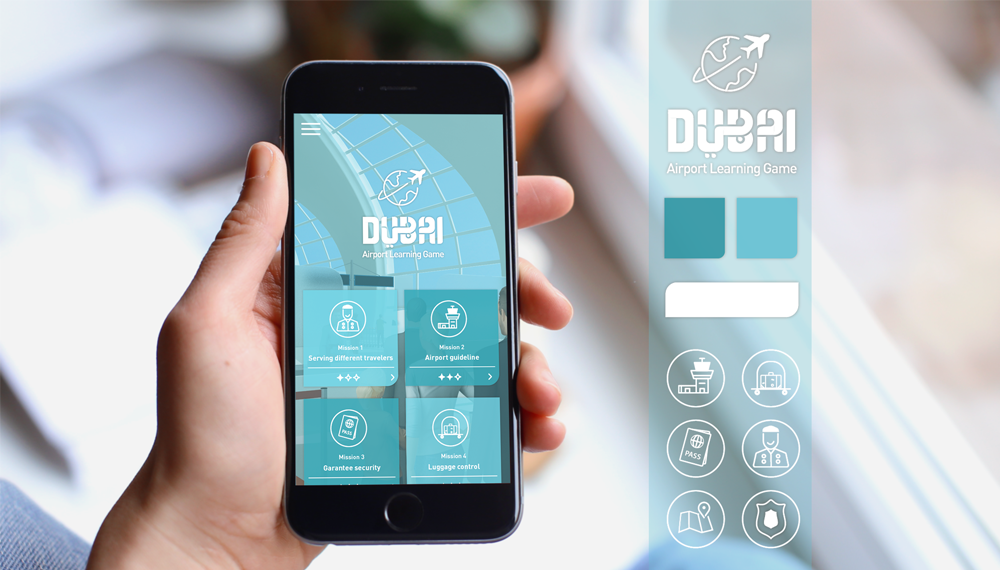 DUBAI
Airport Learning Game
Mission 1
Serving different travelers
Mission 2
Airport guideline
Mission 3
Garantee security
PASS
Mission 4
Luggage control
DUBAI
Airport Learning Game
PASS